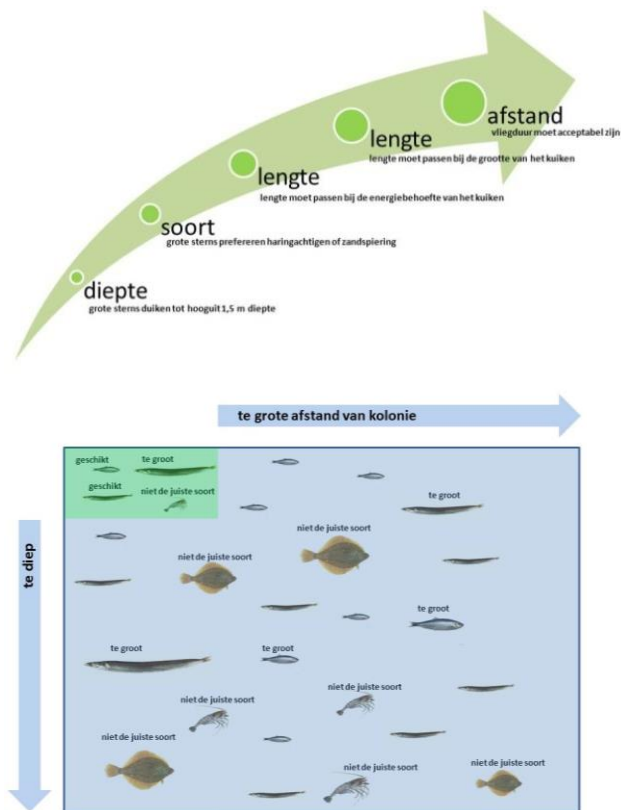 afstand
vliegduur moet acceptabel zijn
lengte
lengte moet passen bij de grootte van het kuiken
lengte
lengte moet passen bij de energiebehoefte van het kuiken
soort
grote sterns prefereren haringachtigen of zandspiering
diepte
grote sterns duiken tot hooguit 1,5 m diepte
te grote afstand van kolonie
te diep
geschikt te groot
geschikt niet de juiste soort
te groot
niet de juiste soort
niet de juiste soort
te groot
te groot te groot
niet de juiste soort
niet de juiste soort
niet de juiste soort
niet de juiste soort niet de juiste soort